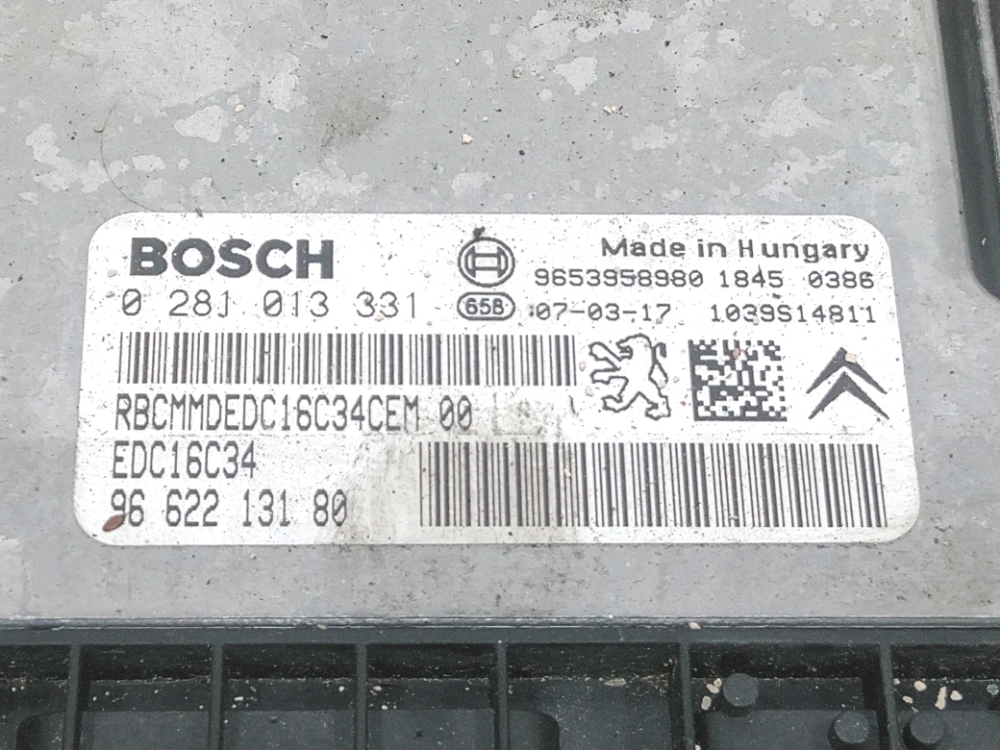 BOSCH
Made in Hungary
9653958980 1845 0386
0 281 013 331
658
07-03-17 1039S14811
RBCMMDEDC16C34CEM 00
EDC16C34
96 622 131 80